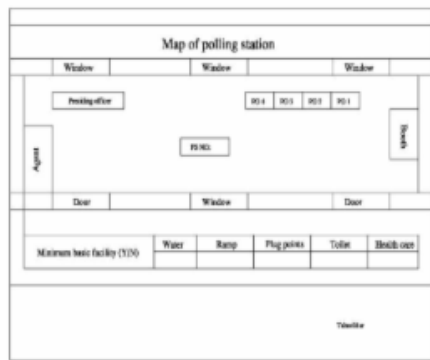 Map of polling station
Window Window Window
Presiding officer PO 4 PO 3 PO 2 PO 1
Agent
PS NO.
Door Window Door
Minimum basic facility (Y/N) Water Ramp Plug points Toilet Health care
Tahsildar